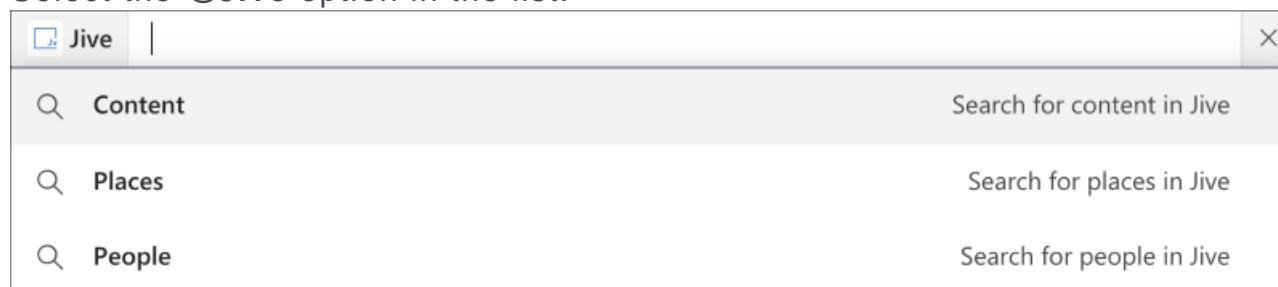 Jive
Content Search for content in Jive
Places Search for places in Jive
People Search for people in Jive